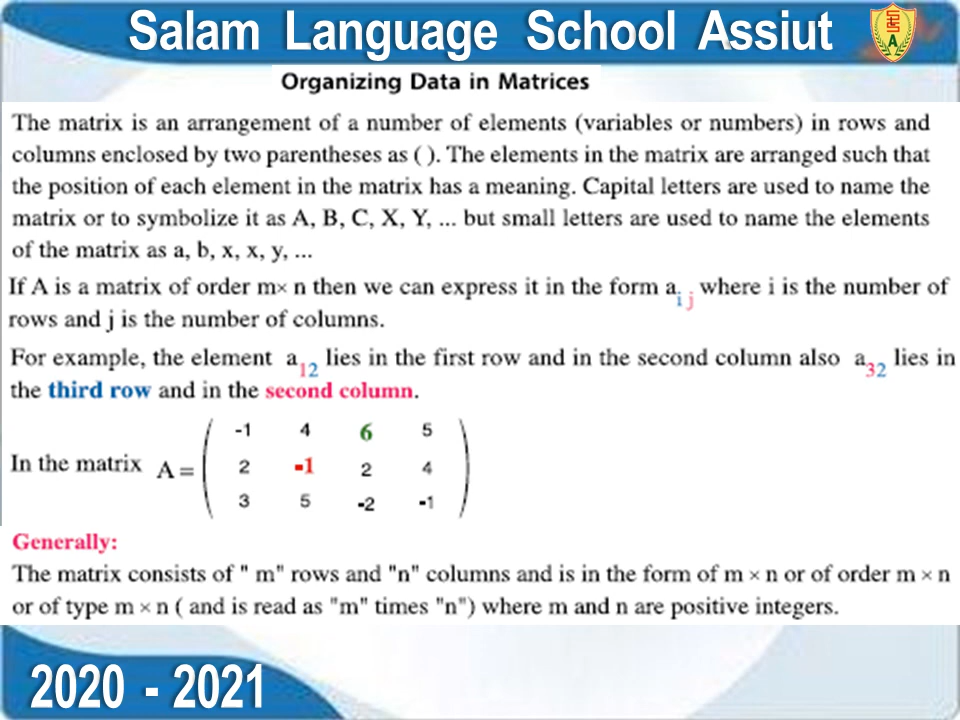 Salam Language School Assiut
Organizing Data in Matrices
The matrix is an arrangement of a number of elements (variables or numbers) in rows and
columns enclosed by two parentheses as ( ). The elements in the matrix are arranged such that
the position of each element in the matrix has a meaning. Capital letters are used to name the
matrix or to symbolize it as A, B, C, X, Y, ... but small letters are used to name the elements
of the matrix as a, b, x, x, y, ...
If A is a matrix of order m× n then we can express it in the form a i j where i is the number of
rows and j is the number of columns.
For example, the element a12 lies in the first row and in the second column also a32 lies in
the third row and in the second column.
-1 4 6 5
In the matrix A = 2 -1 2 4
3 5 -2 -1
Generally:
The matrix consists of " m" rows and "n" columns and is in the form of m × n or of order m × n
or of type m × n ( and is read as "m" times "n") where m and n are positive integers.
2020 - 2021